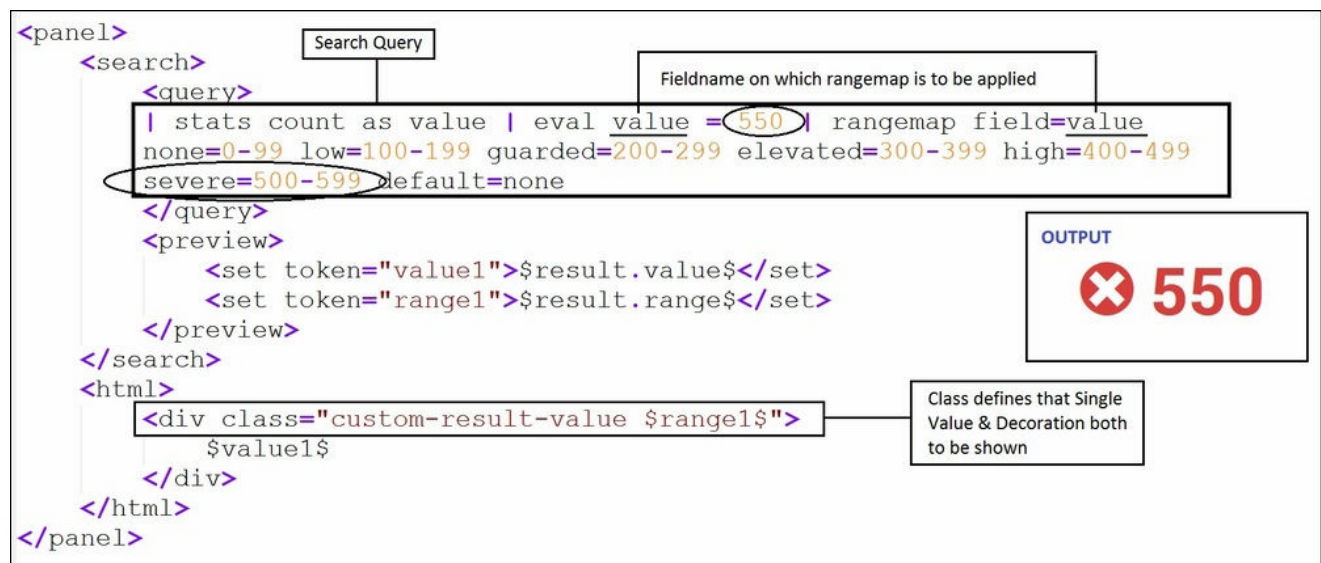 <panel>
Search Query
<search>
Fieldname on which rangemap is to be applied
<query>
| stats count as value | eval value = 550 | rangemap field=value
none=0-99 low=100-199 guarded=200-299 elevated=300-399 high=400-499
severe=500-599 default=none
</query>
<preview>
<set token="value1">$result.value$</set>
<set token="range1">$result.range$</set>
</preview>
</search>
<html>
<div class="custom-result-value $range1$">
$value1$
</div>
</html>
</panel>
OUTPUT
550
Class defines that Single
Value & Decoration both
to be shown